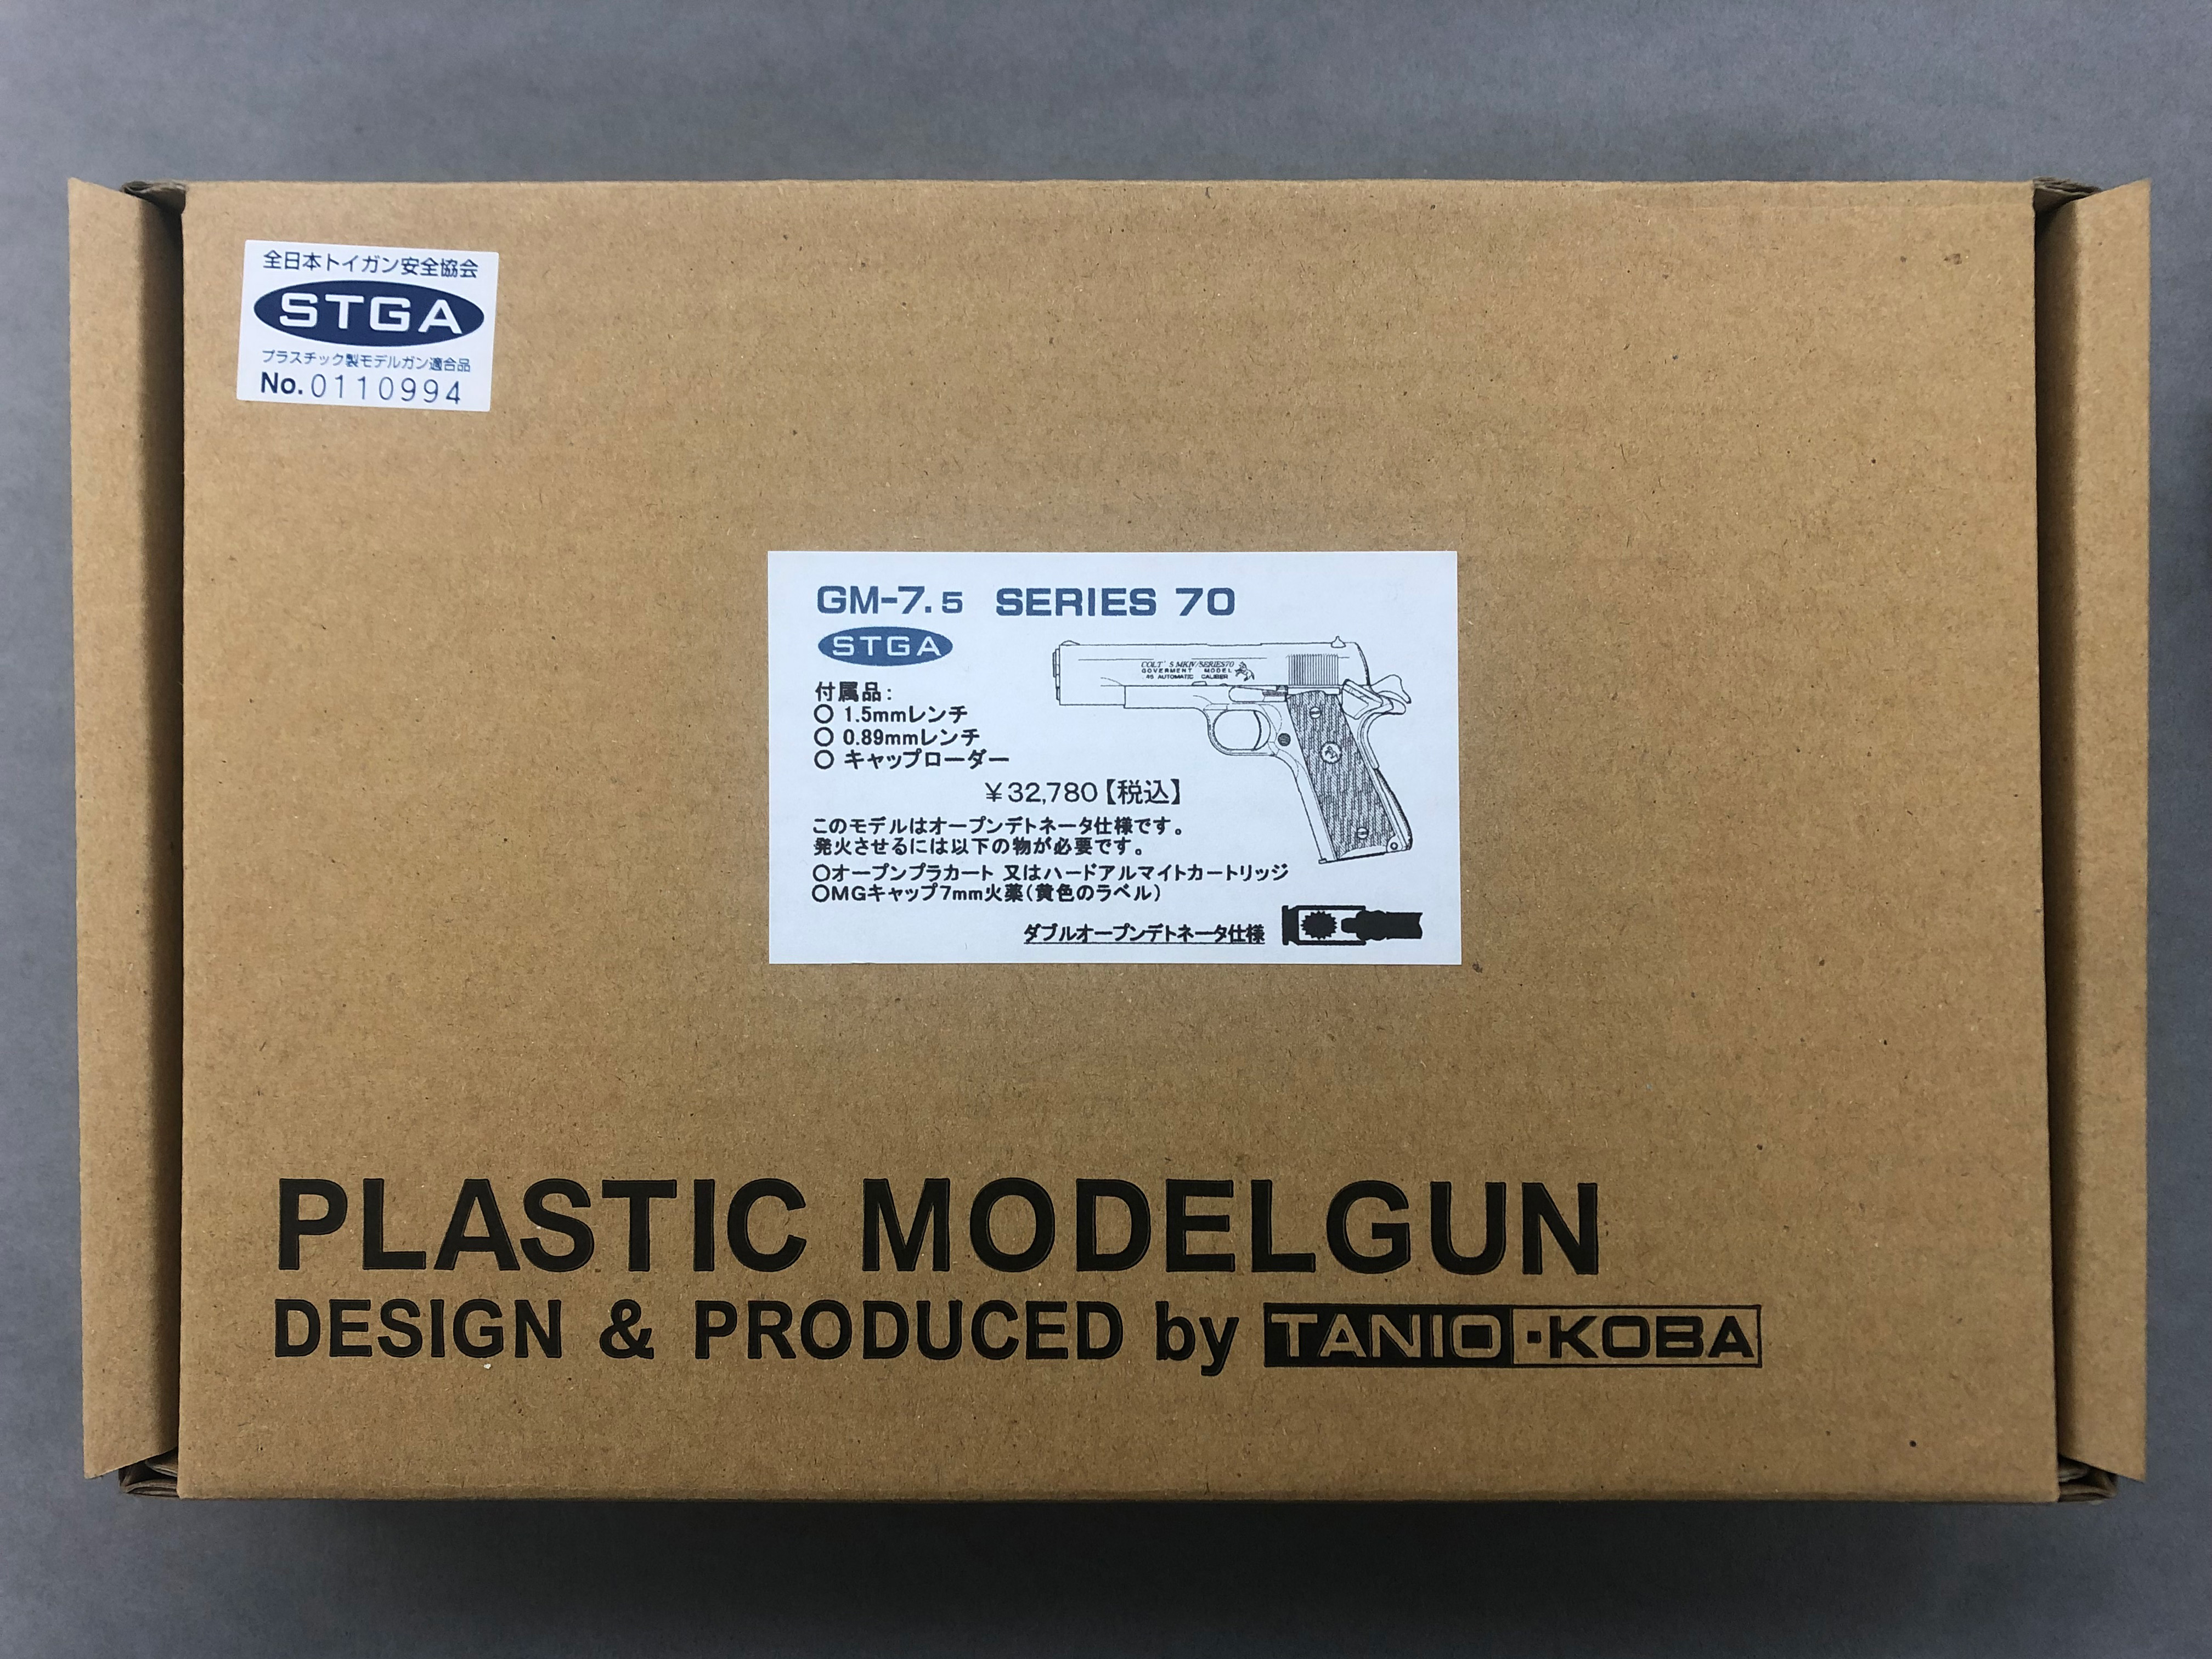 全日本トイガン安全協会
STGA
プラスチック製モデルガン適合品
No.0110994
GM-7.5 SERIES 70
STGA
COLT'S MKIV/SERIES70
GOVERMENT MODEL
.45 AUTOMATIC CALIBER
付属品:
○ 1.5mmレンチ
○ 0.89mmレンチ
○ キャップローダー
¥32,780【税込】
このモデルはオープンデトネータ仕様です。
発火させるには以下の物が必要です。
○オープンプラカート 又はハードアルマイトカートリッジ
○MGキャップ7mm火薬(黄色のラベル)
ダブルオープンデトネータ仕様
PLASTIC MODELGUN
DESIGN & PRODUCED by TANIO・KOBA